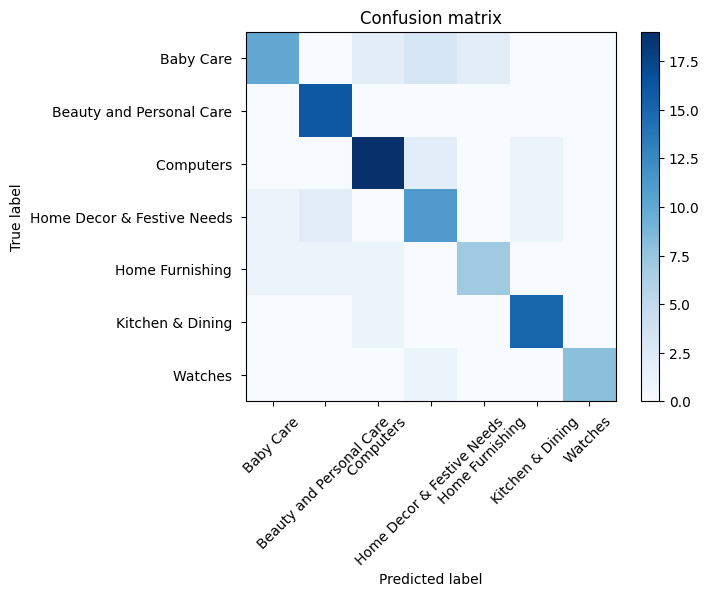 Confusion matrix
Baby Care
Beauty and Personal Care
Computers
Home Decor & Festive Needs
Home Furnishing
Kitchen & Dining
Watches
True label
Baby Care
Beauty and Personal Care
Computers
Home Decor & Festive Needs
Home Furnishing
Kitchen & Dining
Watches
Predicted label
17.5
15.0
12.5
10.0
7.5
5.0
2.5
0.0